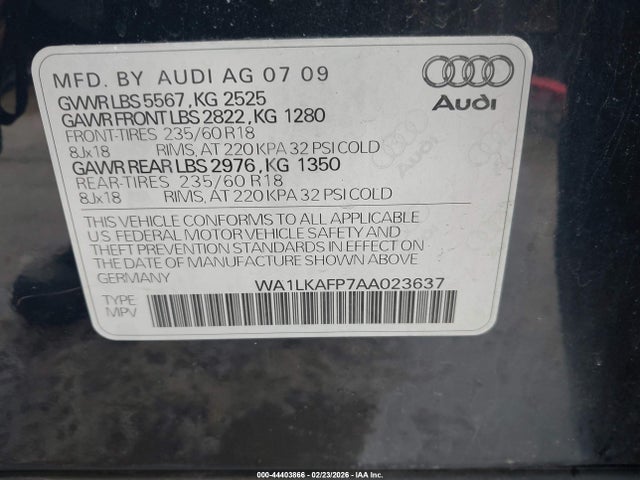 MFD. BY AUDI AG 07 09
GVWR LBS 5567, KG 2525
GAWR FRONT LBS 2822, KG 1280
FRONT-TIRES 235/60 R18
8Jx18 RIMS, AT 220 KPA 32 PSI COLD
GAWR REAR LBS 2976, KG 1350
REAR-TIRES 235/60 R18
8Jx18 RIMS, AT 220 KPA 32 PSI COLD
Audi
THIS VEHICLE CONFORMS TO ALL APPLICABLE
U.S. FEDERAL MOTOR VEHICLE SAFETY AND
THEFT PREVENTION STANDARDS IN EFFECT ON
THE DATE OF MANUFACTURE SHOWN ABOVE
GERMANY WA1LKAFP7AA023637
TYPE
MPV
000-44403866 - 02/23/2026 - IAA Inc.